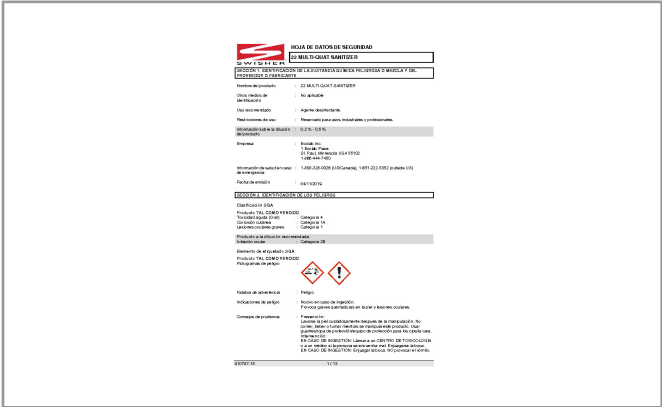 SWISHER
HOJA DE DATOS DE SEGURIDAD
22 MULTI-QUAT SANITIZER
SECCIÓN 1. IDENTIFICACIÓN DE LA SUSTANCIA QUÍMICA PELIGROSA O MEZCLA Y DEL
PROVEEDOR O FABRICANTE
Nombre del producto : 22 MULTI-QUAT SANITIZER
Otros medios de identificación : No aplicable
Uso recomendado : Agente desinfectante.
Restricciones de uso : Reservado para usos industriales y profesionales.
Información sobre la dilución del producto : 0.2 % - 0.5 %
Empresa : Ecolab Inc.
1 Ecolab Place
St. Paul, Minnesota USA 55102
Información de salud en caso de emergencia : 1-800-328-0026 (US/Canada), 1-651-222-5352 (outside US)
Fecha de emisión : 04/11/2019
SECCIÓN 2. IDENTIFICACIÓN DE LOS PELIGROS
Clasificación SGA
Producto TAL COMO VENDIDO.
Toxicidad aguda (Oral) : Categoría 4
Corrosión cutánea : Categoría 1A
Lesiones oculares graves : Categoría 1
Producto a la dilución recomendada.
Irritación ocular : Categoría 2B
Elemento de etiquetado SGA
Producto TAL COMO VENDIDO.
Pictogramas de peligro :
Palabra de advertencia : Peligro
Indicaciones de peligro : Nocivo en caso de ingestión.
Provoca graves quemaduras en la piel y lesiones oculares.
Consejos de prudencia : Prevención:
Lavarse la piel cuidadosamente después de la manipulación. No
comer, beber o fumar mientras se manipula este producto. Usar
guantes/ropa de protección/equipo de protección para los ojos/la cara.
Intervención:
EN CASO DE INGESTIÓN: Llamar a un CENTRO DE TOXICOLOGÍA
o a un médico si la persona se encuentra mal. Enjuagarse la boca.
EN CASO DE INGESTIÓN: Enjuagar la boca. NO provocar el vómito.
1 / 13